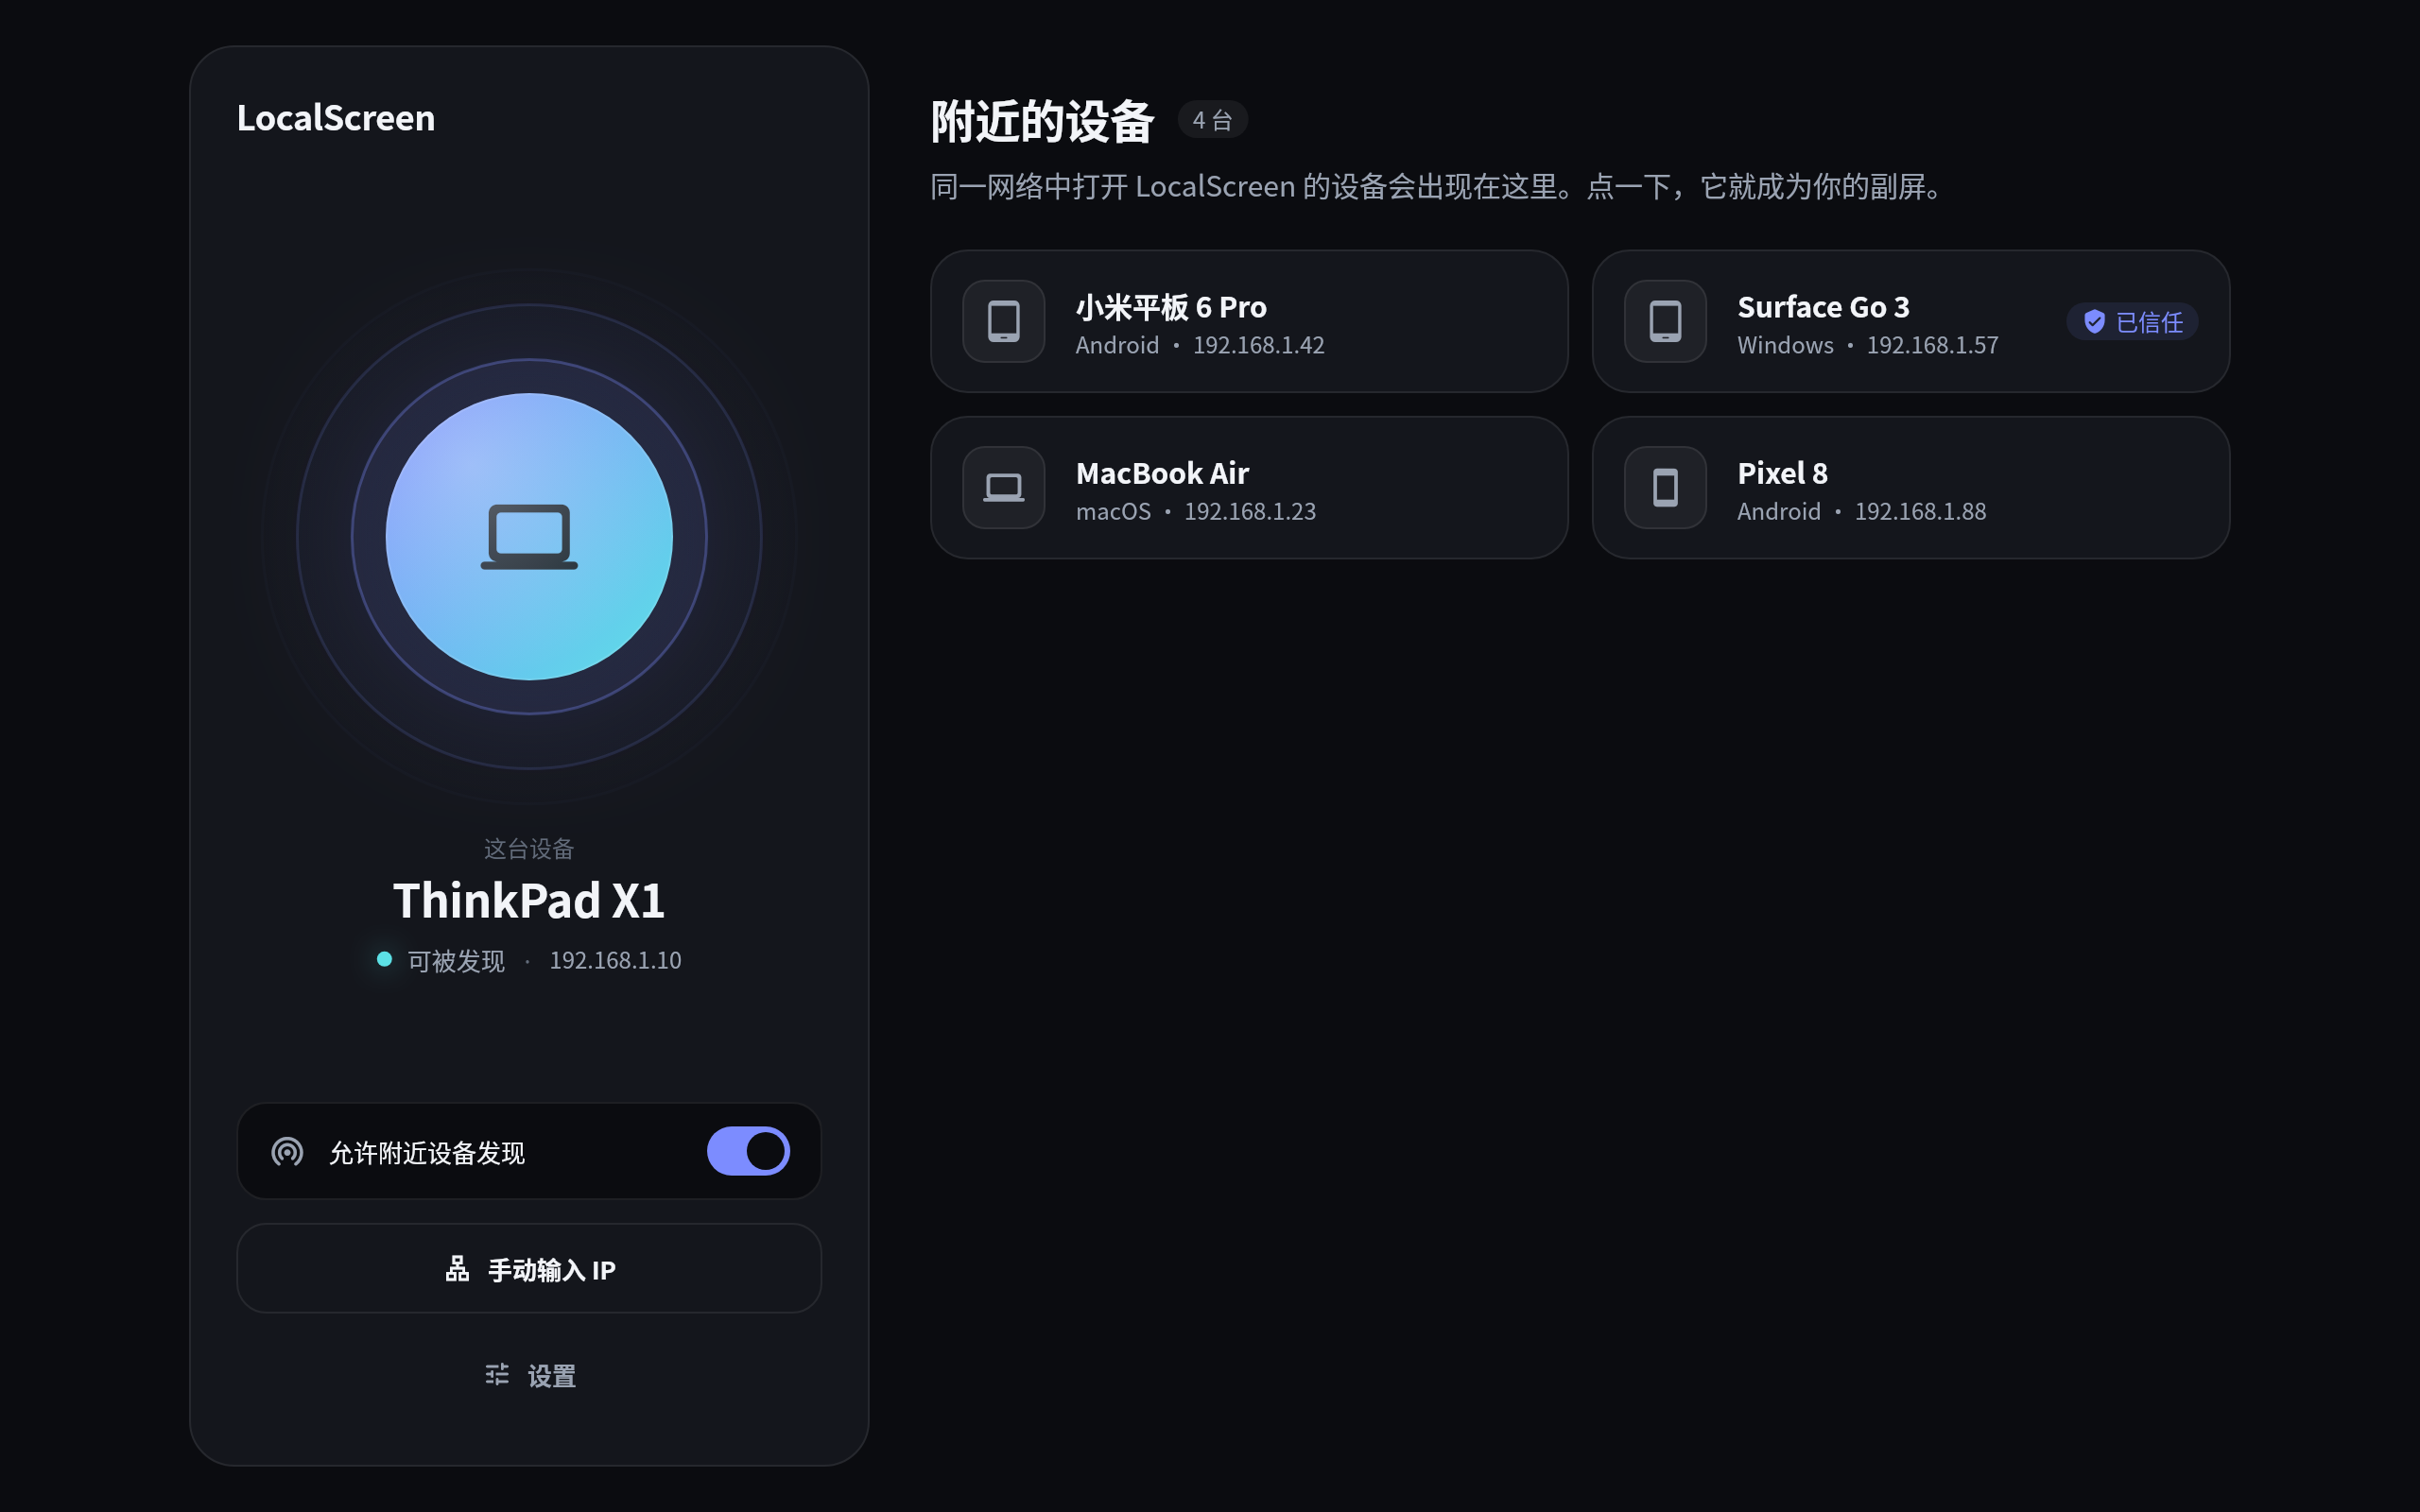 LocalScreen
这台设备
ThinkPad X1
可被发现 · 192.168.1.10
允许附近设备发现
手动输入 IP
设置
附近的设备 4 台
同一网络中打开 LocalScreen 的设备会出现在这里。点一下，它就成为你的副屏。
小米平板 6 Pro
Android • 192.168.1.42
Surface Go 3
Windows • 192.168.1.57
已信任
MacBook Air
macOS • 192.168.1.23
Pixel 8
Android • 192.168.1.88